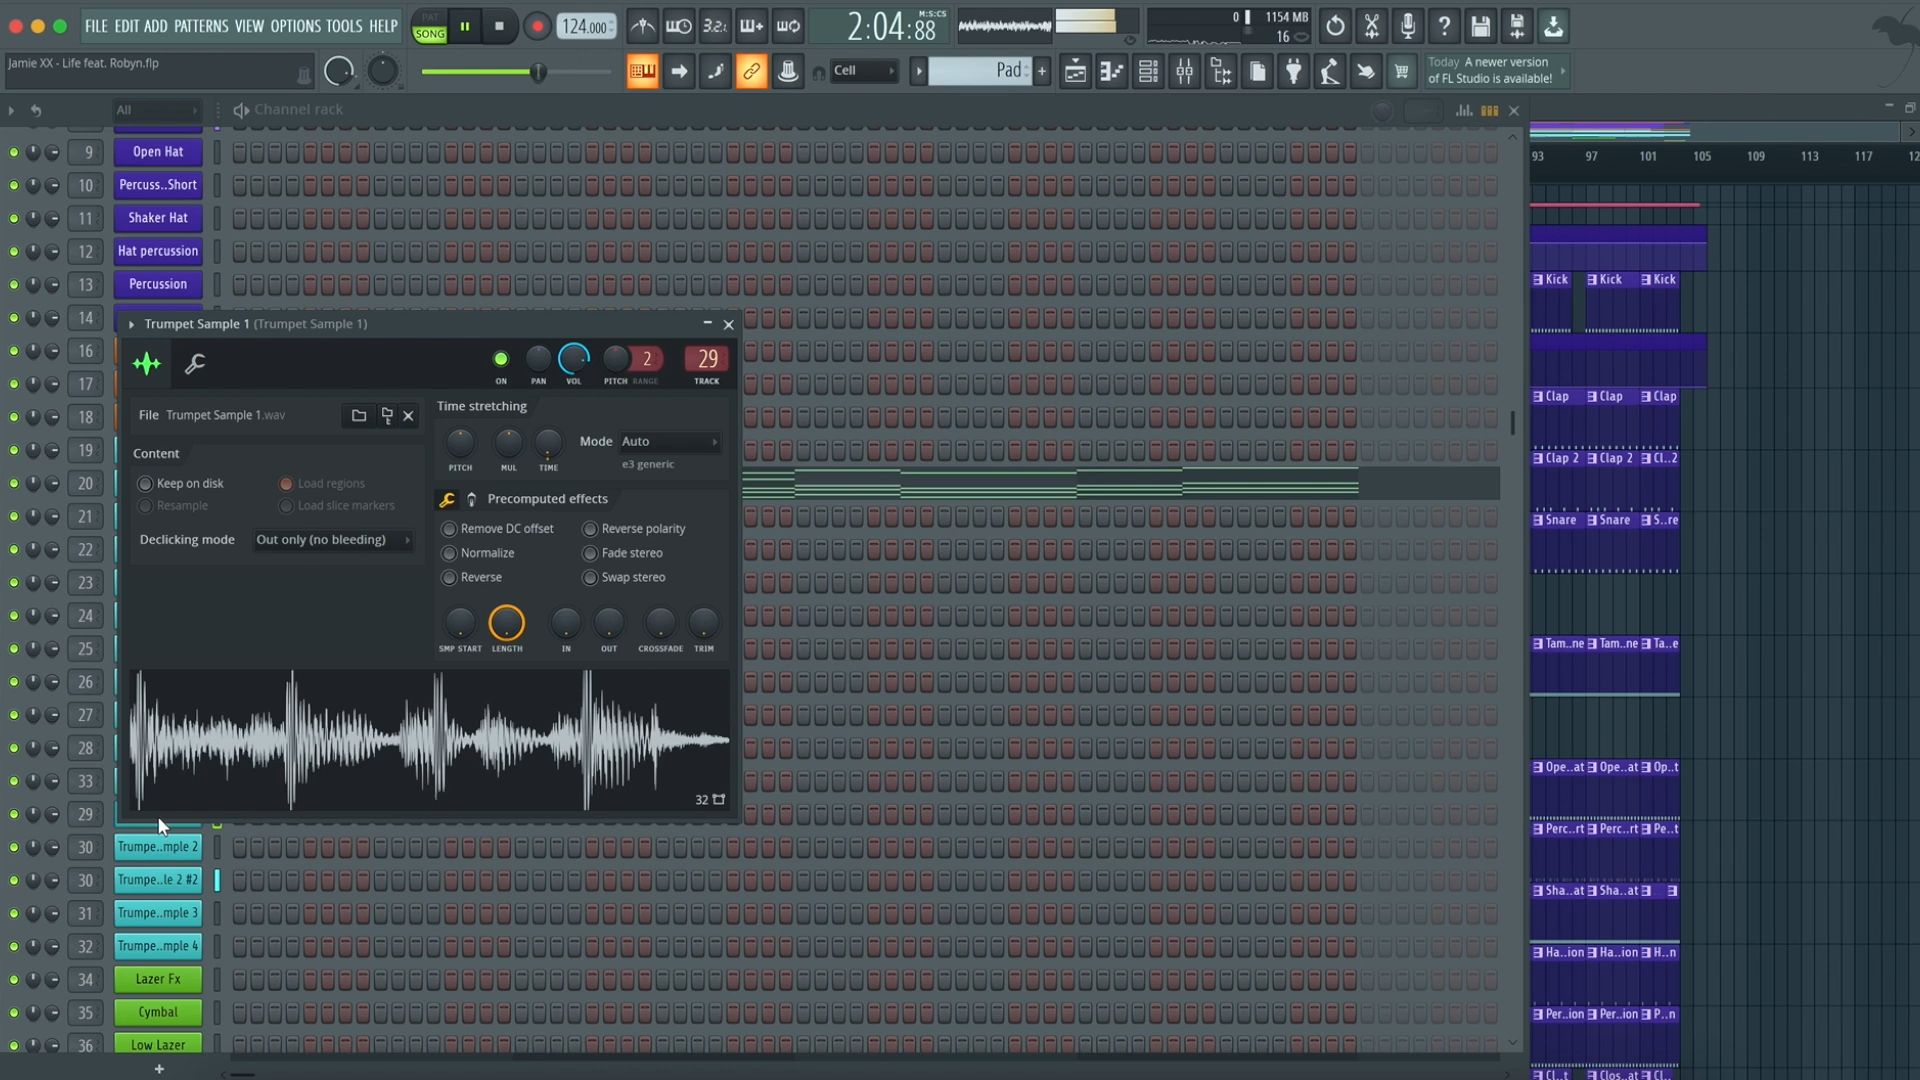 FILE EDIT ADD PATTERNS VIEW OPTIONS TOOLS HELP
PAT
SONG
124.000
3.2.
2:04:88
M:S:CS
0
1154 MB
16
Jamie XX - Life feat. Robyn.flp
Cell
Pad
Today A newer version
of FL Studio is available!
All
Channel rack
93 97 101 105 109 113 117 12
9 Open Hat
10 Percuss..Short
11 Shaker Hat
12 Hat percussion
13 Percussion
14
16
17
18
19
20
21
22
23
24
25
26
27
28
33
29
30 Trumpe..mple 2
30 Trumpe..le 2 #2
31 Trumpe..mple 3
32 Trumpe..mple 4
34 Lazer Fx
35 Cymbal
36 Low Lazer
Trumpet Sample 1 (Trumpet Sample 1)
2 29
ON PAN VOL PITCH RANGE TRACK
File Trumpet Sample 1.wav
Content
Keep on disk Load regions
Resample Load slice markers
Declicking mode Out only (no bleeding)
Time stretching
PITCH MUL TIME
Mode Auto
e3 generic
Precomputed effects
Remove DC offset Reverse polarity
Normalize Fade stereo
Reverse Swap stereo
SMP START LENGTH IN OUT CROSSFADE TRIM
32
Kick Kick Kick
Clap Clap Clap
Clap 2 Clap 2 Cl..2
Snare Snare S..re
Tam..ne Tam..ne Ta..e
Ope..at Ope..at Op..t
Perc..rt Perc..rt Pe..t
Sha..at Sha..at
Ha..ion Ha..ion H..n
Per..ion Per..ion P..n
Cl..t Clos..at Cl..